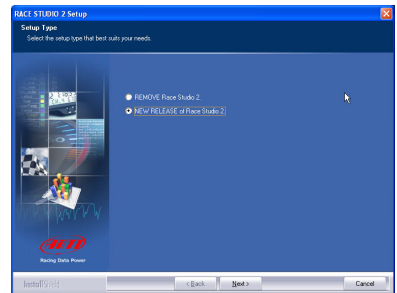 RACE STUDIO 2 Setup
Setup Type
Select the setup type that best suits your needs.
REMOVE Race Studio 2
NEW RELEASE of Race Studio 2
AIM
Racing Data Power
InstallShield
< Back
Next >
Cancel